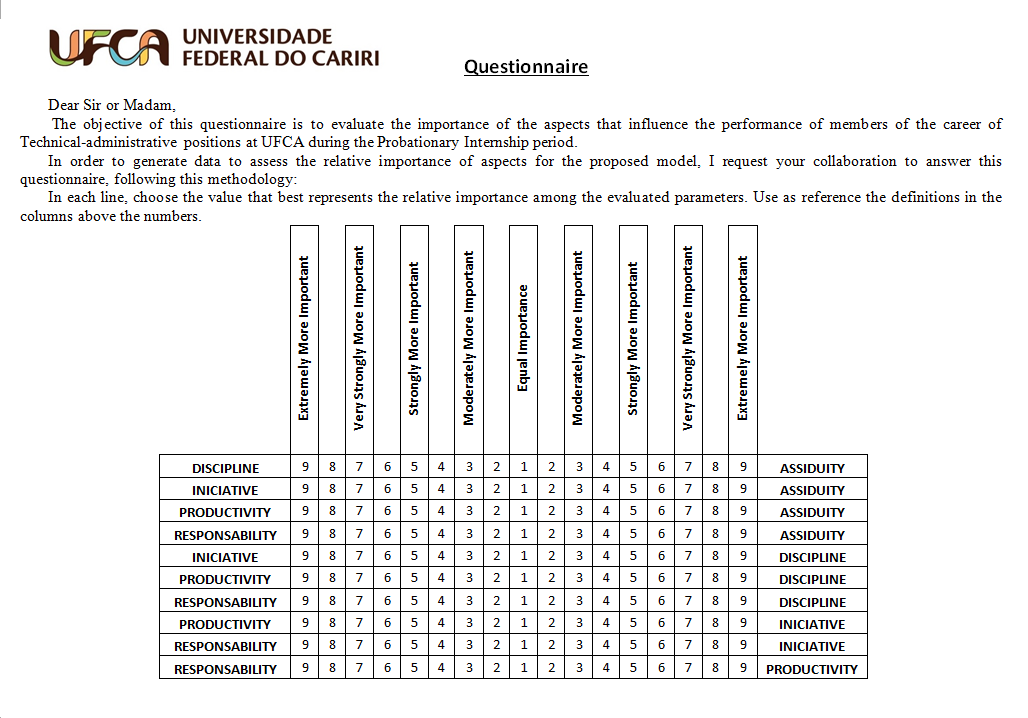 UFCA UNIVERSIDADE
FEDERAL DO CARIRI
Questionnaire
Dear Sir or Madam,
The objective of this questionnaire is to evaluate the importance of the aspects that influence the performance of members of the career of
Technical-administrative positions at UFCA during the Probationary Internship period.
In order to generate data to assess the relative importance of aspects for the proposed model, I request your collaboration to answer this
questionnaire, following this methodology:
In each line, choose the value that best represents the relative importance among the evaluated parameters. Use as reference the definitions in the
columns above the numbers.
Extremely More Important
Very Strongly More Important
Strongly More Important
Moderately More Important
Equal Importance
Moderately More Important
Strongly More Important
Very Strongly More Important
Extremely More Important
DISCIPLINE 9 8 7 6 5 4 3 2 1 2 3 4 5 6 7 8 9 ASSIDUITY
INICIATIVE 9 8 7 6 5 4 3 2 1 2 3 4 5 6 7 8 9 ASSIDUITY
PRODUCTIVITY 9 8 7 6 5 4 3 2 1 2 3 4 5 6 7 8 9 ASSIDUITY
RESPONSABILITY 9 8 7 6 5 4 3 2 1 2 3 4 5 6 7 8 9 ASSIDUITY
INICIATIVE 9 8 7 6 5 4 3 2 1 2 3 4 5 6 7 8 9 DISCIPLINE
PRODUCTIVITY 9 8 7 6 5 4 3 2 1 2 3 4 5 6 7 8 9 DISCIPLINE
RESPONSABILITY 9 8 7 6 5 4 3 2 1 2 3 4 5 6 7 8 9 DISCIPLINE
PRODUCTIVITY 9 8 7 6 5 4 3 2 1 2 3 4 5 6 7 8 9 INICIATIVE
RESPONSABILITY 9 8 7 6 5 4 3 2 1 2 3 4 5 6 7 8 9 INICIATIVE
RESPONSABILITY 9 8 7 6 5 4 3 2 1 2 3 4 5 6 7 8 9 PRODUCTIVITY